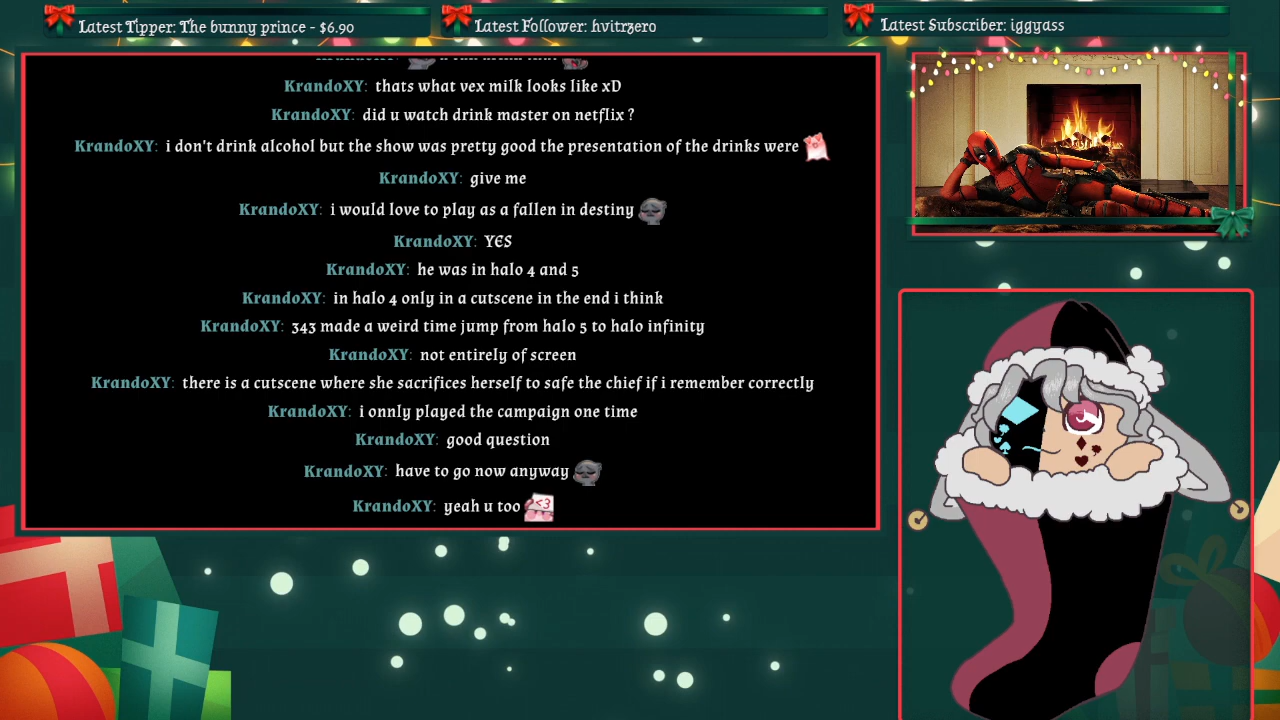 Latest Tipper: The bunny prince - $6.90
Latest Follower: hvitr3ero
Latest Subscriber: iggyass
KrandoXY: thats what vex milk looks like xD
KrandoXY: did u watch drink master on netflix ?
KrandoXY: i don't drink alcohol but the show was pretty good the presentation of the drinks were
KrandoXY: give me
KrandoXY: i would love to play as a fallen in destiny
KrandoXY: YES
KrandoXY: he was in halo 4 and 5
KrandoXY: in halo 4 only in a cutscene in the end i think
KrandoXY: 343 made a weird time jump from halo 5 to halo infinity
KrandoXY: not entirely of screen
KrandoXY: there is a cutscene where she sacrifices herself to safe the chief if i remember correctly
KrandoXY: i onnly played the campaign one time
KrandoXY: good question
KrandoXY: have to go now anyway
KrandoXY: yeah u too
<3